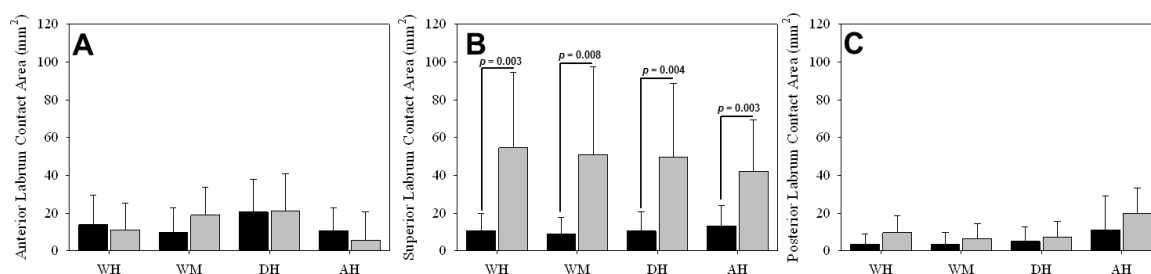 A
Anterior Labrum Contact Area (mm²)
120
100
80
60
40
20
0
WH WM DH AH
B
Superior Labrum Contact Area (mm²)
120
100
80
60
40
20
0
p = 0.003
p = 0.008
p = 0.004
p = 0.003
WH WM DH AH
C
Posterior Labrum Contact Area (mm²)
120
100
80
60
40
20
0
WH WM DH AH